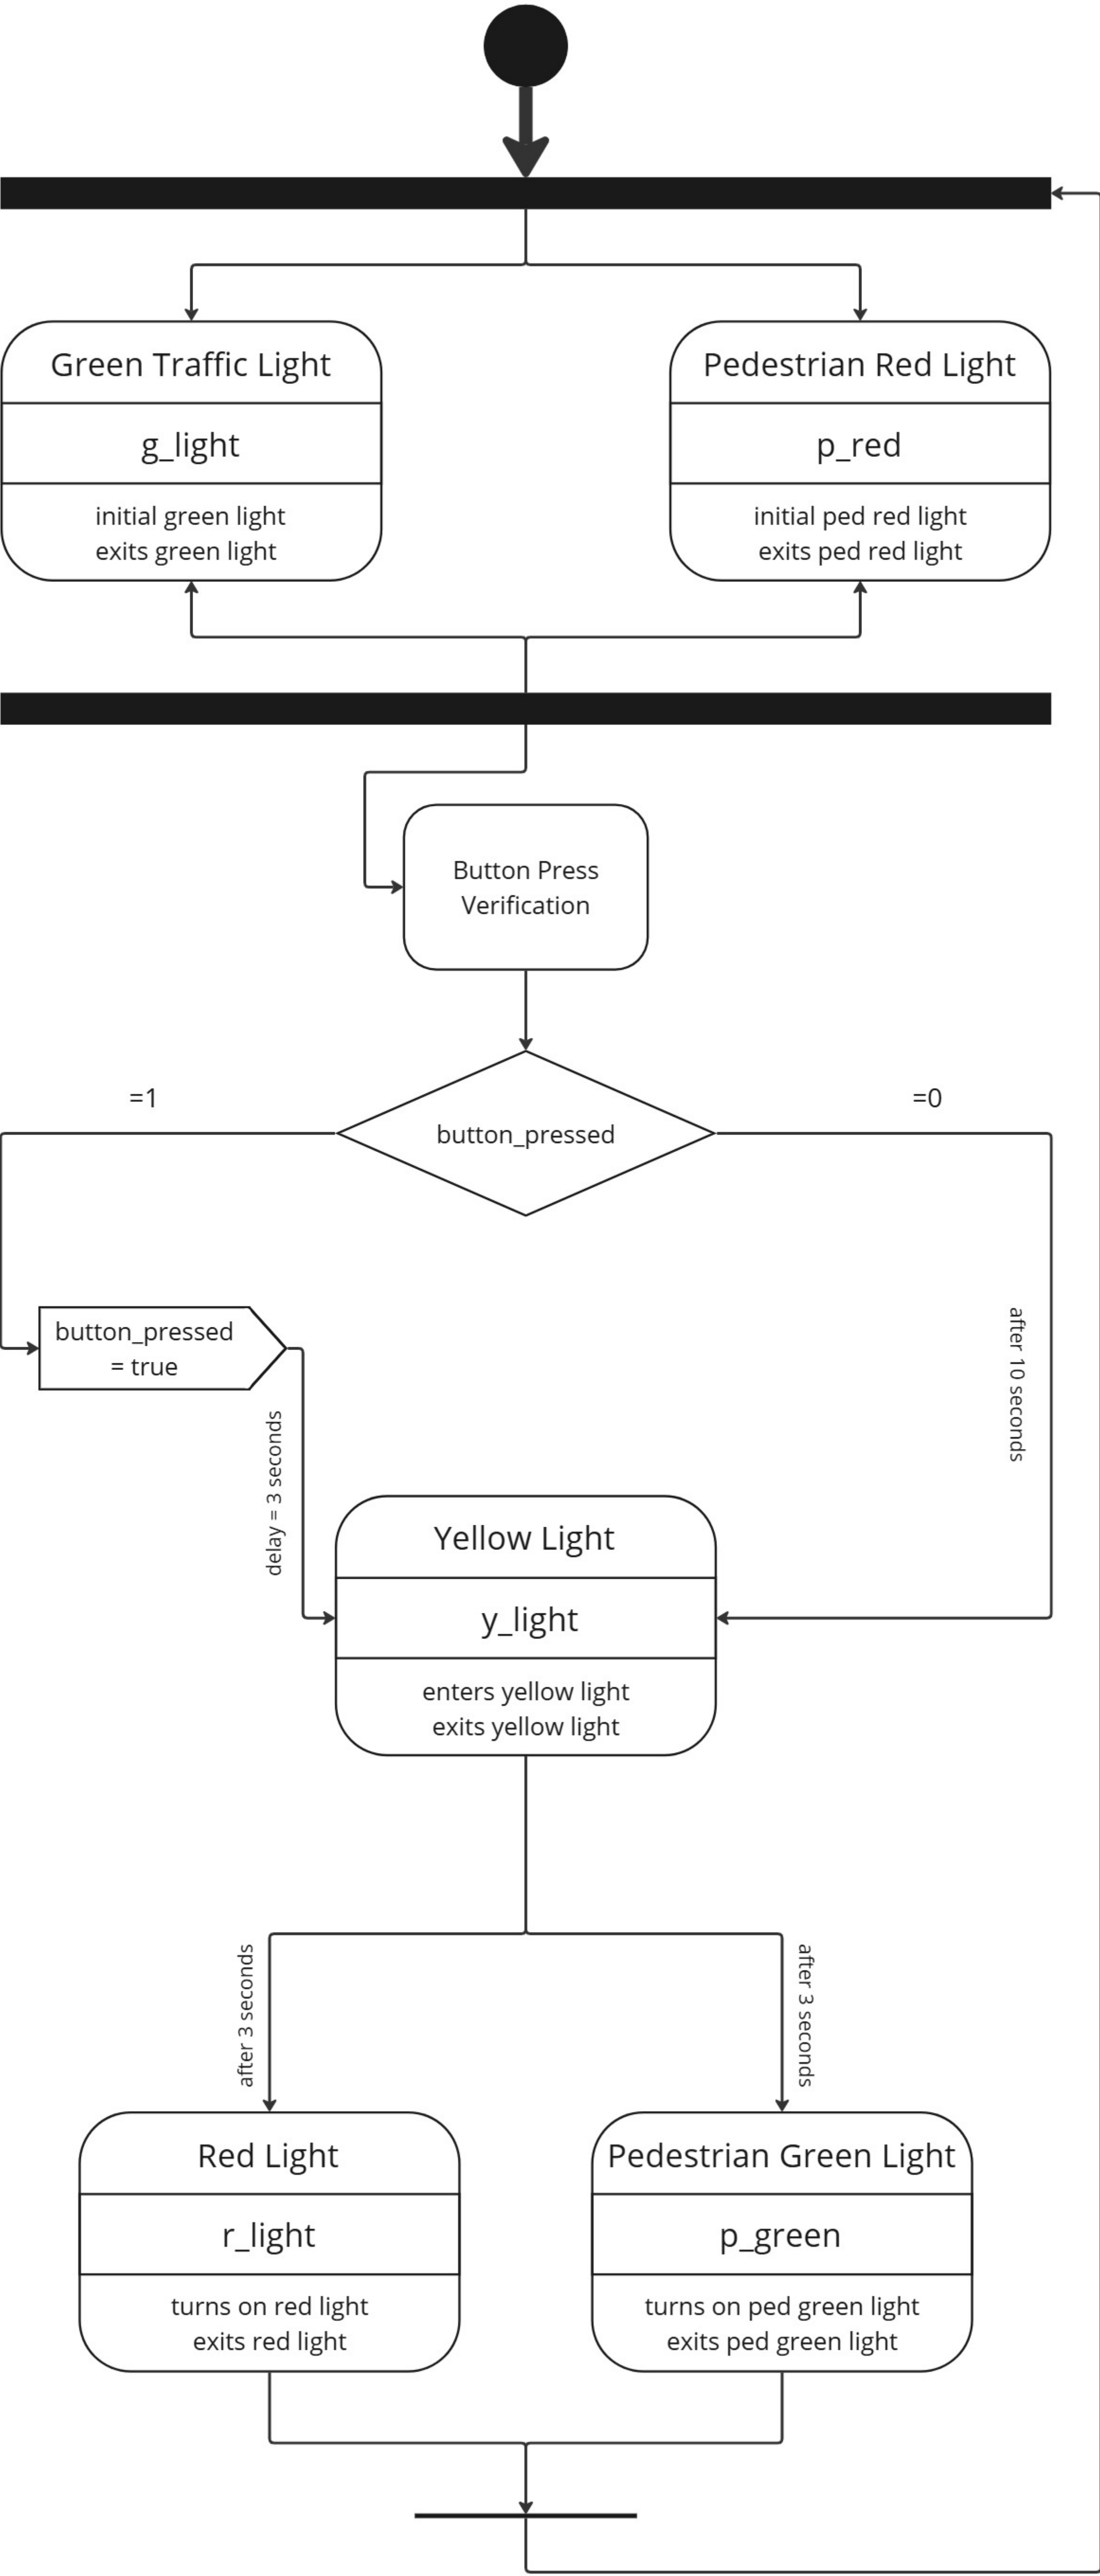 Green Traffic Light
g_light
initial green light
exits green light
Pedestrian Red Light
p_red
initial ped red light
exits ped red light
Button Press
Verification
button_pressed
=1
=0
button_pressed
= true
delay = 3 seconds
after 10 seconds
Yellow Light
y_light
enters yellow light
exits yellow light
after 3 seconds
after 3 seconds
Red Light
r_light
turns on red light
exits red light
Pedestrian Green Light
p_green
turns on ped green light
exits ped green light